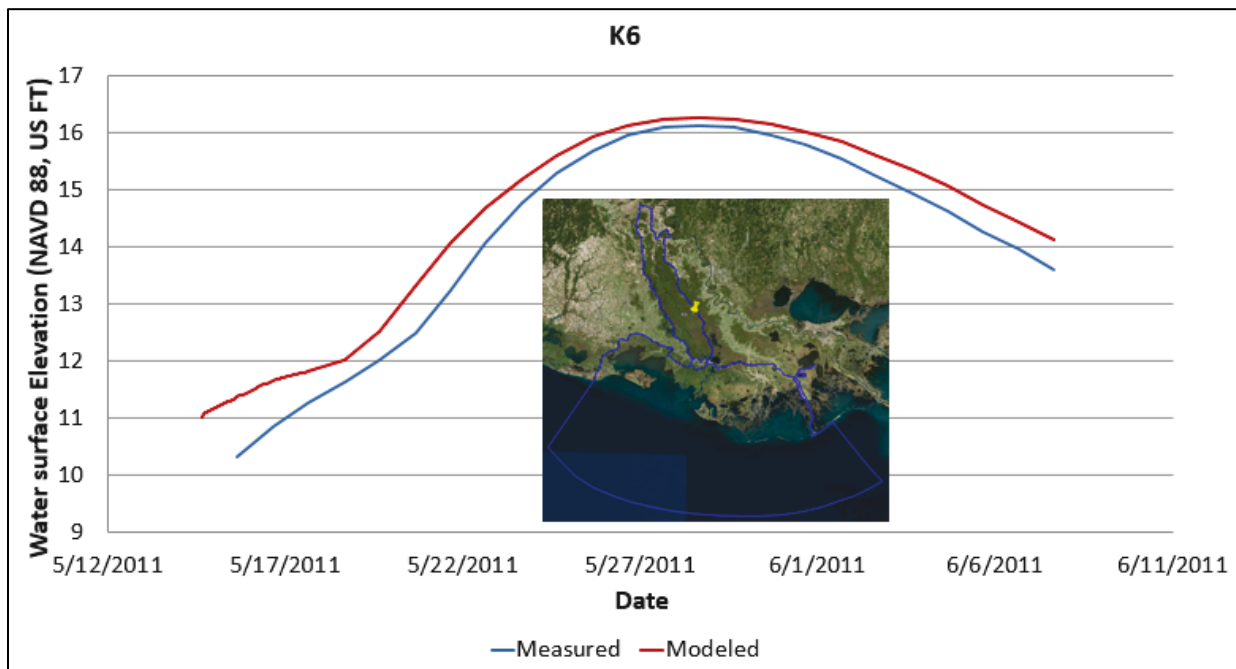 K6
Water surface Elevation (NAVD 88, US FT)
17
16
15
14
13
12
11
10
9
5/12/2011 5/17/2011 5/22/2011 5/27/2011 6/1/2011 6/6/2011 6/11/2011
Date
Measured Modeled